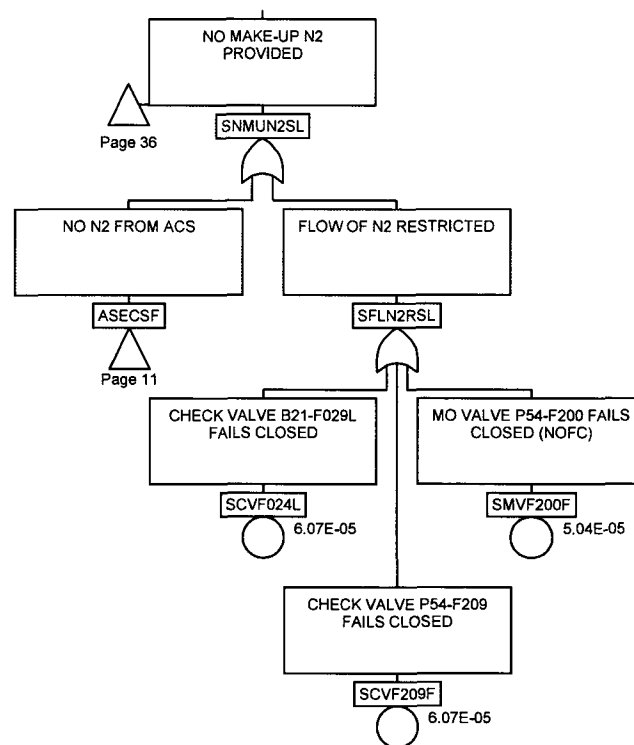 NO MAKE-UP N2
PROVIDED
Page 36
SNMUN2SL
NO N2 FROM ACS
FLOW OF N2 RESTRICTED
ASECSF
SFLN2RSL
Page 11
CHECK VALVE B21-F029L
FAILS CLOSED
MO VALVE P54-F200 FAILS
CLOSED (NOFC)
SCVF024L
6.07E-05
SMVF200F
5.04E-05
CHECK VALVE P54-F209
FAILS CLOSED
SCVF209F
6.07E-05